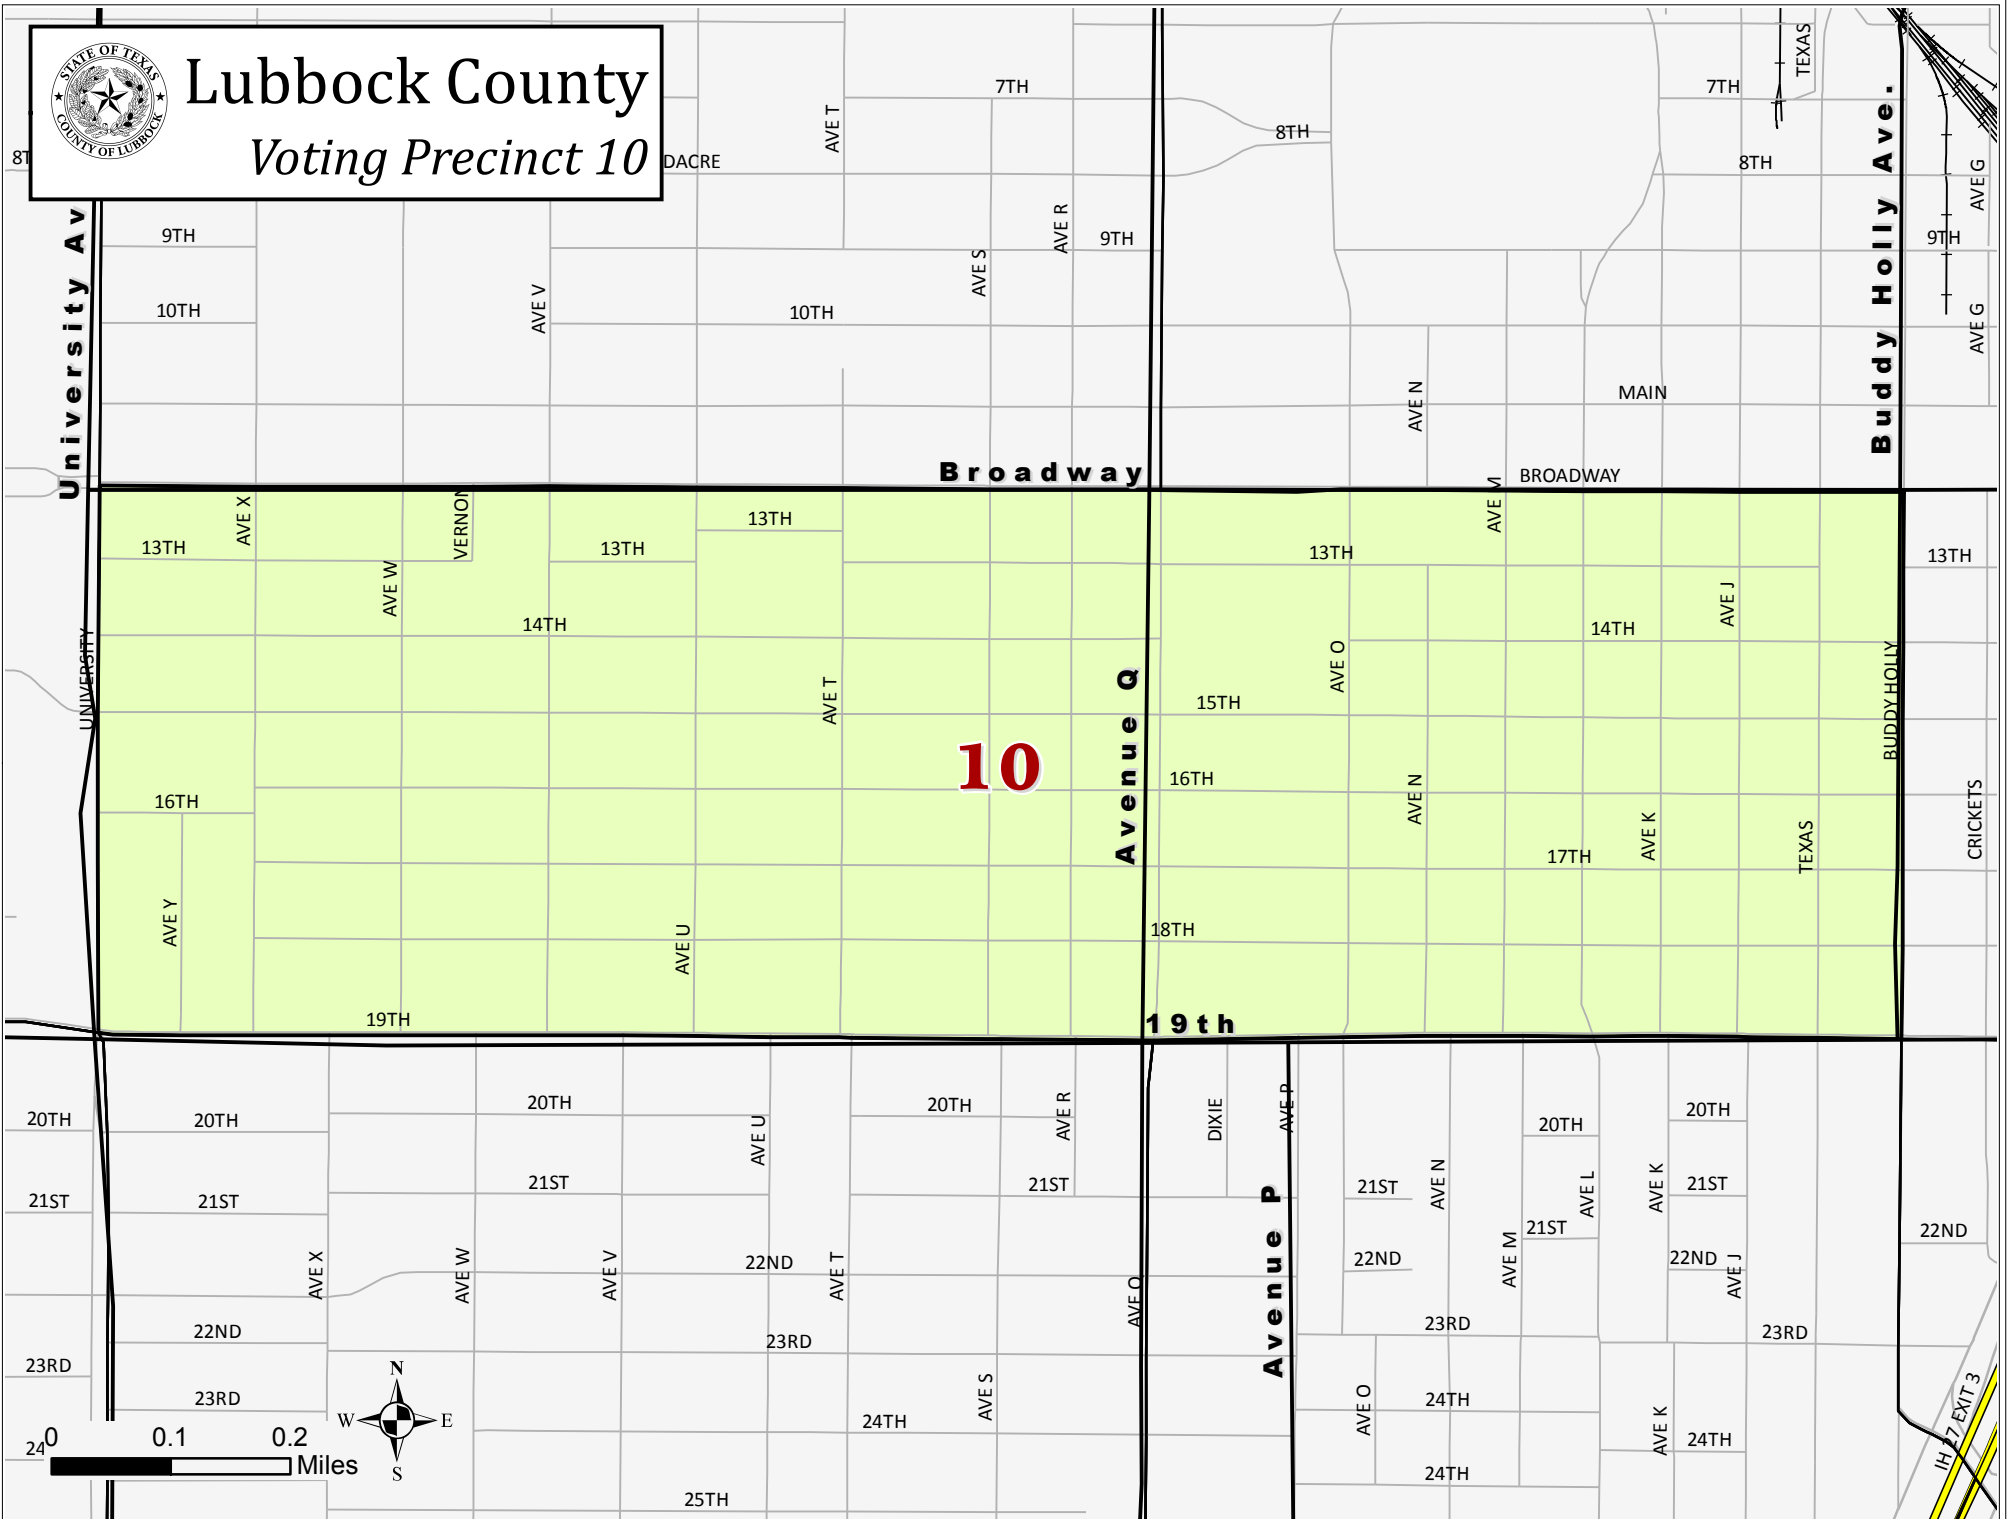 STATE OF TEXAS
COUNTY OF LUBBOCK
Lubbock County
Voting Precinct 10
TEXAS
7TH
7TH
AVE T
8TH
8T
DACRE
8TH
AVE G
University Av
9TH
AVE R
9TH
AVE S
9TH
Buddy Holly Ave.
10TH
AVE V
10TH
AVE G
AVE N
MAIN
Broadway
BROADWAY
AVE X
VERNON
13TH
AVE M
13TH
13TH
13TH
13TH
AVE W
AVE J
14TH
14TH
UNIVERSITY
AVE O
BUDDY HOLLY
AVE T
15TH
Avenue Q
10
16TH
16TH
AVE N
AVE K
TEXAS
CRICKETS
17TH
AVE Y
AVE U
18TH
19TH
19th
20TH
20TH
20TH
20TH
AVE R
DIXIE
AVE P
20TH
20TH
AVE U
21ST
21ST
21ST
21ST
21ST
AVE N
AVE L
AVE K
21ST
Avenue P
21ST
22ND
AVE X
AVE W
AVE V
22ND
AVE T
AVE Q
22ND
AVE M
22ND
AVE J
22ND
23RD
23RD
23RD
23RD
23RD
N
W
E
S
AVE S
AVE O
24TH
24TH
AVE K
24TH
IH 27 EXIT 3
0
0.1
0.2
Miles
24
24TH
25TH